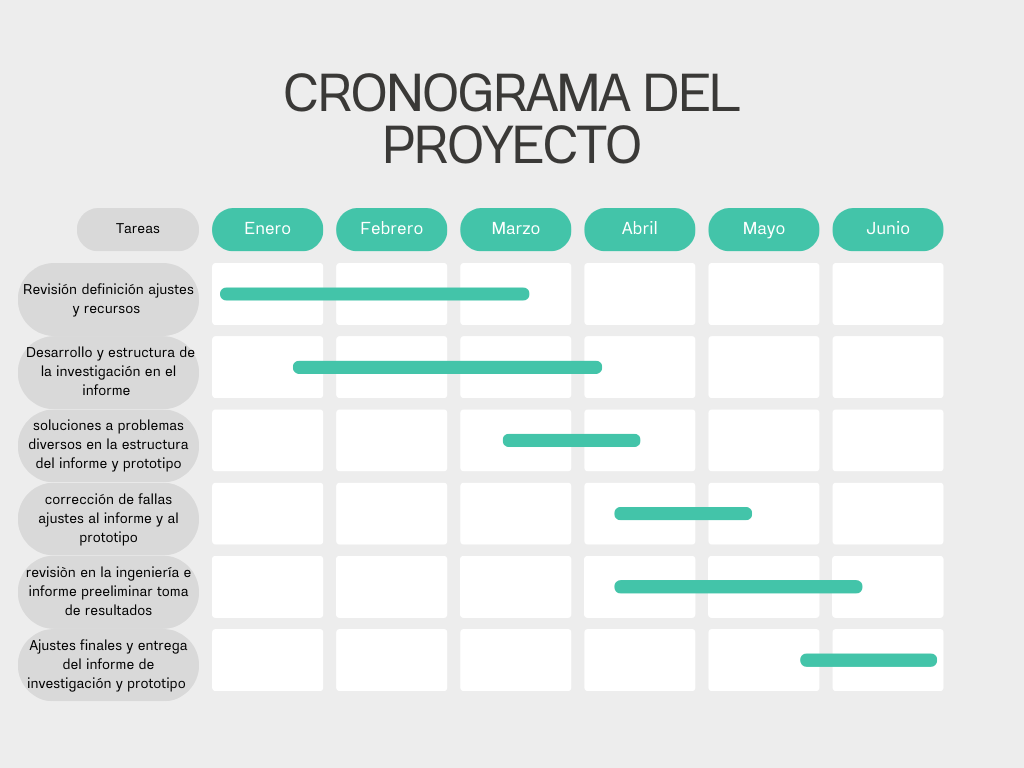 CRONOGRAMA DEL
PROYECTO
Tareas
Enero
Febrero
Marzo
Abril
Mayo
Junio
Revisión definición ajustes
y recursos
Desarrollo y estructura de
la investigación en el
informe
soluciones a problemas
diversos en la estructura
del informe y prototipo
corrección de fallas
ajustes al informe y al
prototipo
revisiòn en la ingeniería e
informe preeliminar toma
de resultados
Ajustes finales y entrega
del informe de
investigación y prototipo